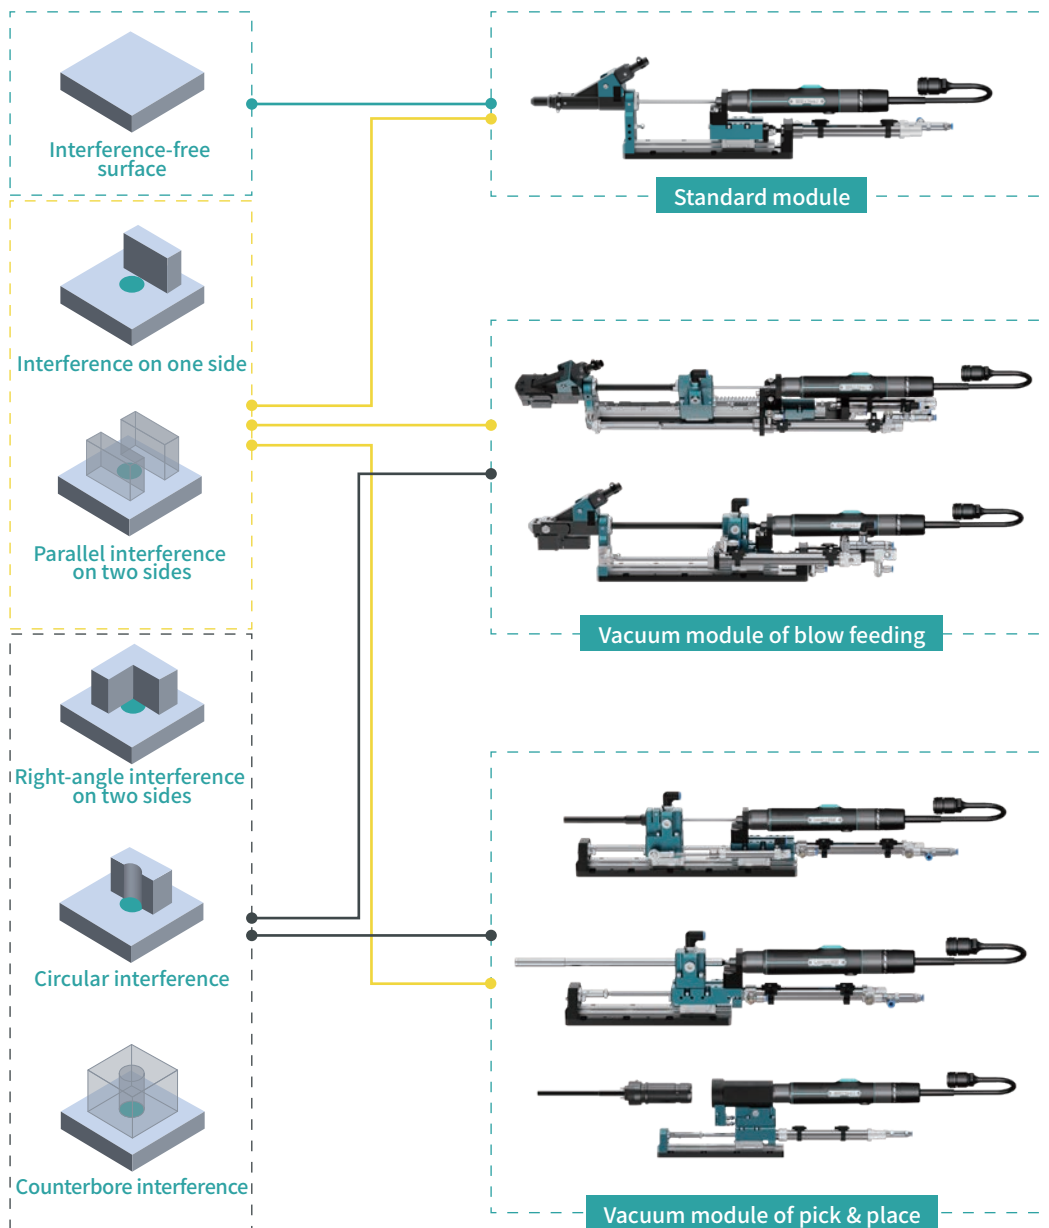 Interference-free
surface
Standard module
Interference on one side
Parallel interference
on two sides
Vacuum module of blow feeding
Right-angle interference
on two sides
Circular interference
Counterbore interference
Vacuum module of pick & place